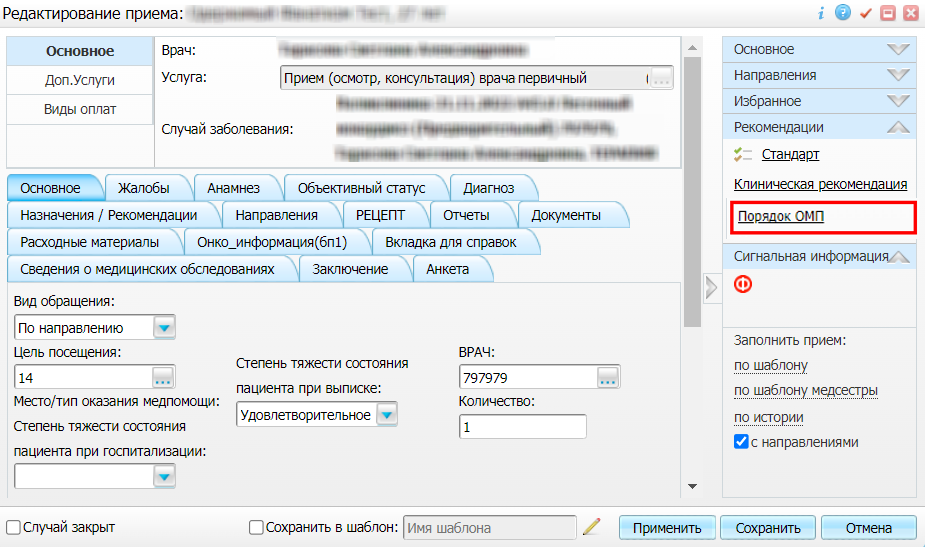 Редактирование приема:
Основное
Доп.Услуги
Виды оплат
Врач:
Услуга: Прием (осмотр, консультация) врача первичный
Случай заболевания:
Основное Жалобы Анамнез Объективный статус Диагноз
Назначения / Рекомендации Направления РЕЦЕПТ Отчеты Документы
Расходные материалы Онко_информация(бп1) Вкладка для справок
Сведения о медицинских обследованиях Заключение Анкета
Вид обращения:
По направлению
Цель посещения:
14
Место/тип оказания медпомощи:
Степень тяжести состояния
пациента при госпитализации:
Степень тяжести состояния
пациента при выписке:
Удовлетворительное
ВРАЧ:
797979
Количество:
1
Основное
Направления
Избранное
Рекомендации
Стандарт
Клиническая рекомендация
Порядок ОМП
Сигнальная информация
Заполнить прием:
по шаблону
по шаблону медсестры
по истории
с направлениями
Случай закрыт Сохранить в шаблон: Имя шаблона Применить Сохранить Отмена